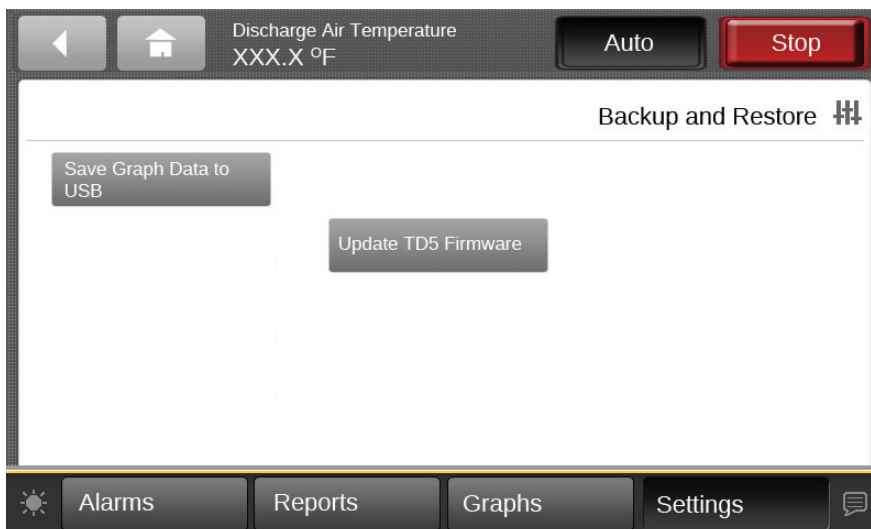 Discharge Air Temperature
XXX.X ºF
Auto
Stop
Backup and Restore
Save Graph Data to
USB
Update TD5 Firmware
Alarms
Reports
Graphs
Settings